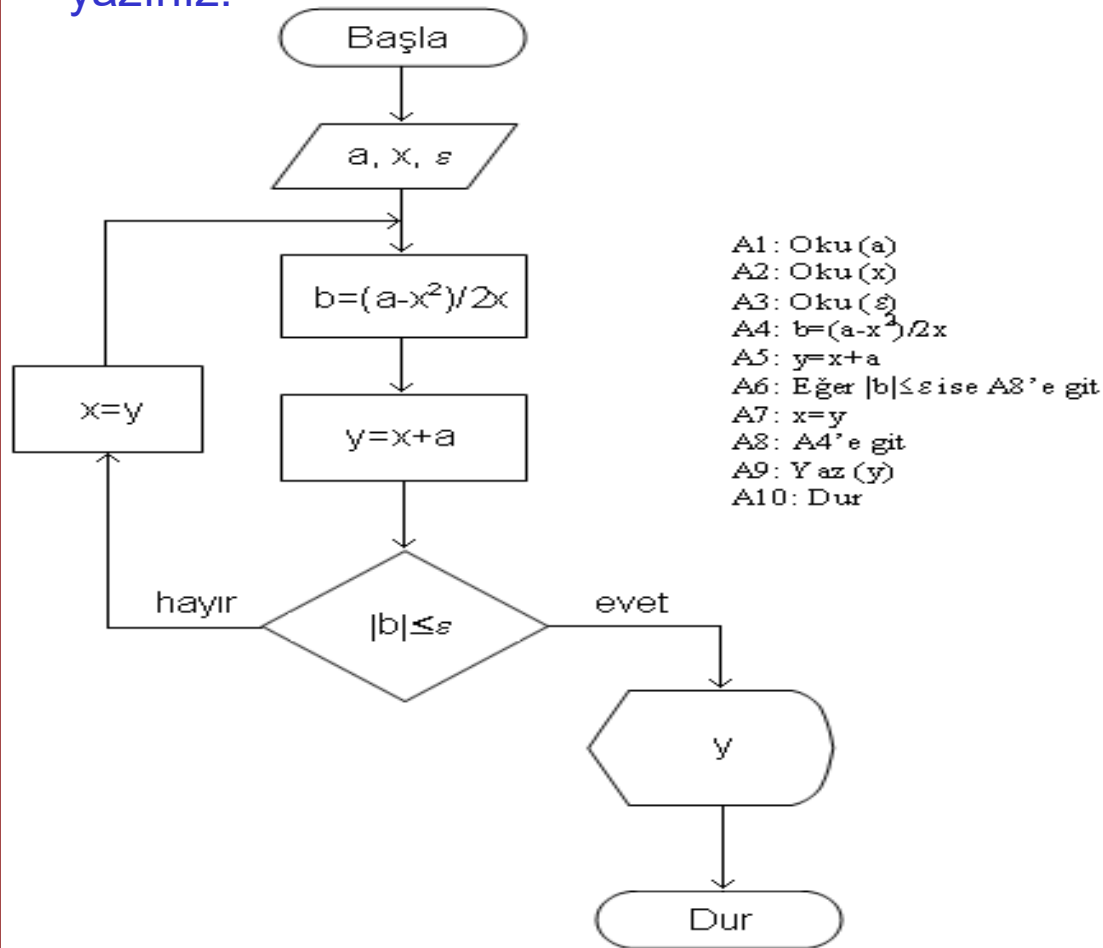 yazınız.
Başla
a, x, ε
b=(a-x²)/2x
x=y
y=x+a
hayır
|b|≤ε
evet
y
Dur
A1: Oku(a)
A2: Oku(x)
A3: Oku(ε)
A4: b=(a-x²)/2x
A5: y=x+a
A6: Eğer |b|≤ε ise A8’e git
A7: x=y
A8: A4’e git
A9: Yaz(y)
A10: Dur